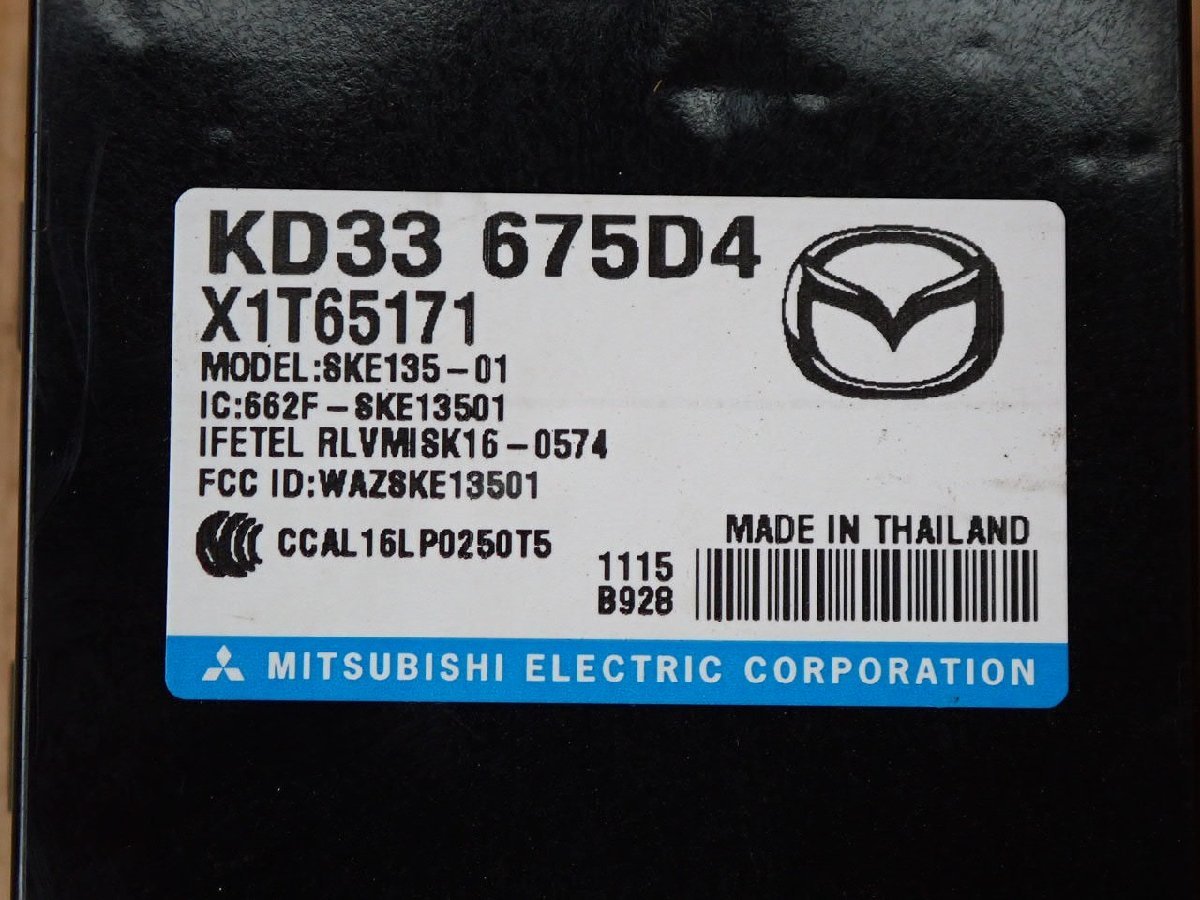 KD33 675D4
X1T65171
MODEL:SKE135-01
IC:662F-SKE13501
IFETEL RLVMISK16-0574
FCC ID:WAZSKE13501
CCAL16LP0250T5
MADE IN THAILAND
1115
B928
MITSUBISHI ELECTRIC CORPORATION